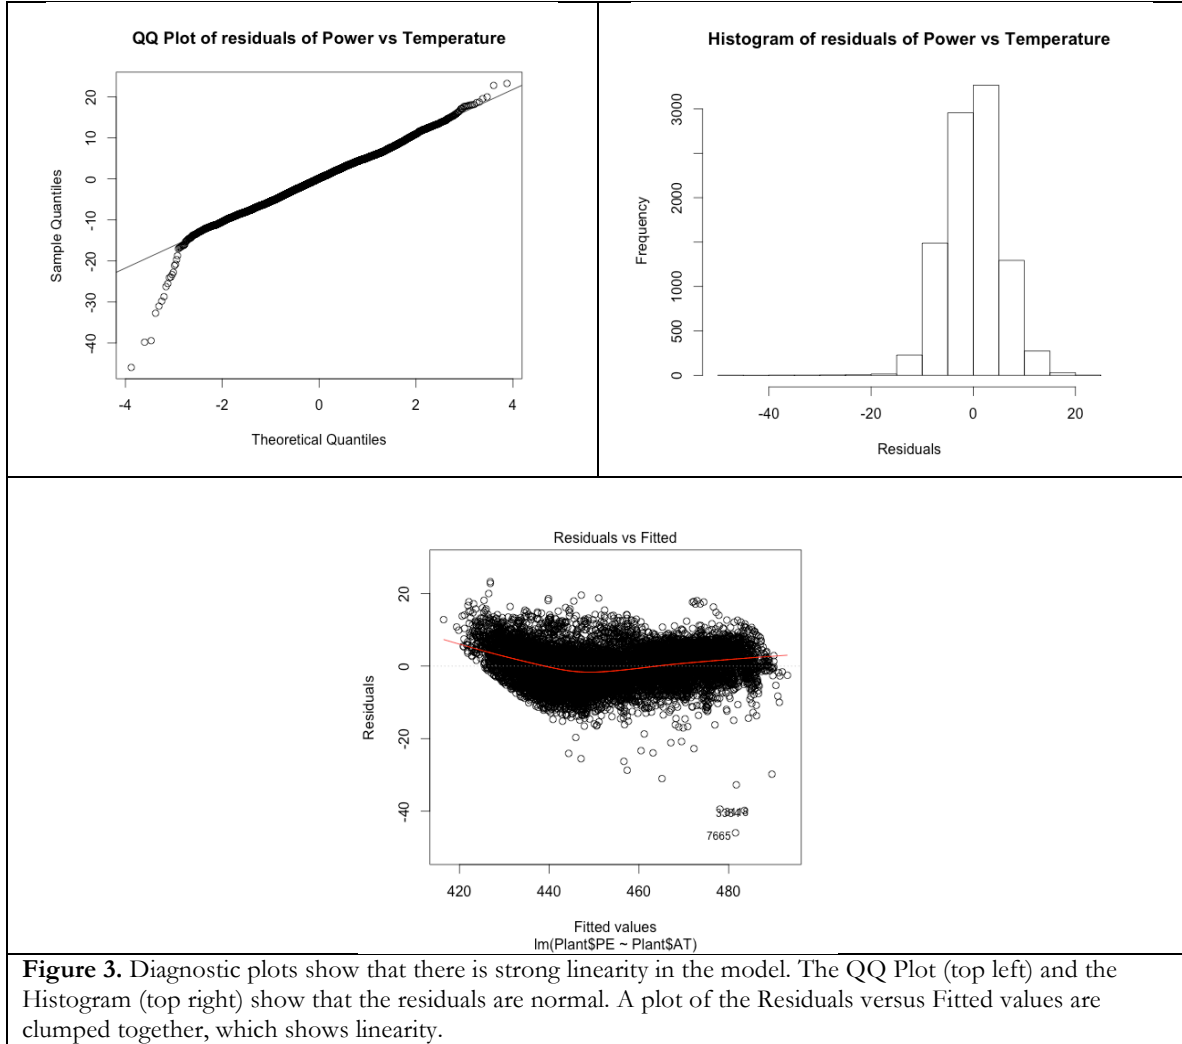 QQ Plot of residuals of Power vs Temperature
Sample Quantiles
20
10
0
-10
-20
-30
-40
-4 -2 0 2 4
Theoretical Quantiles
Histogram of residuals of Power vs Temperature
Frequency
3000
2000
1000
500
0
-40 -20 0 20
Residuals
Residuals vs Fitted
Residuals
20
0
-20
-40
7665
420 440 460 480
Fitted values
lm(Plant$PE ~ Plant$AT)
Figure 3. Diagnostic plots show that there is strong linearity in the model. The QQ Plot (top left) and the
Histogram (top right) show that the residuals are normal. A plot of the Residuals versus Fitted values are
clumped together, which shows linearity.